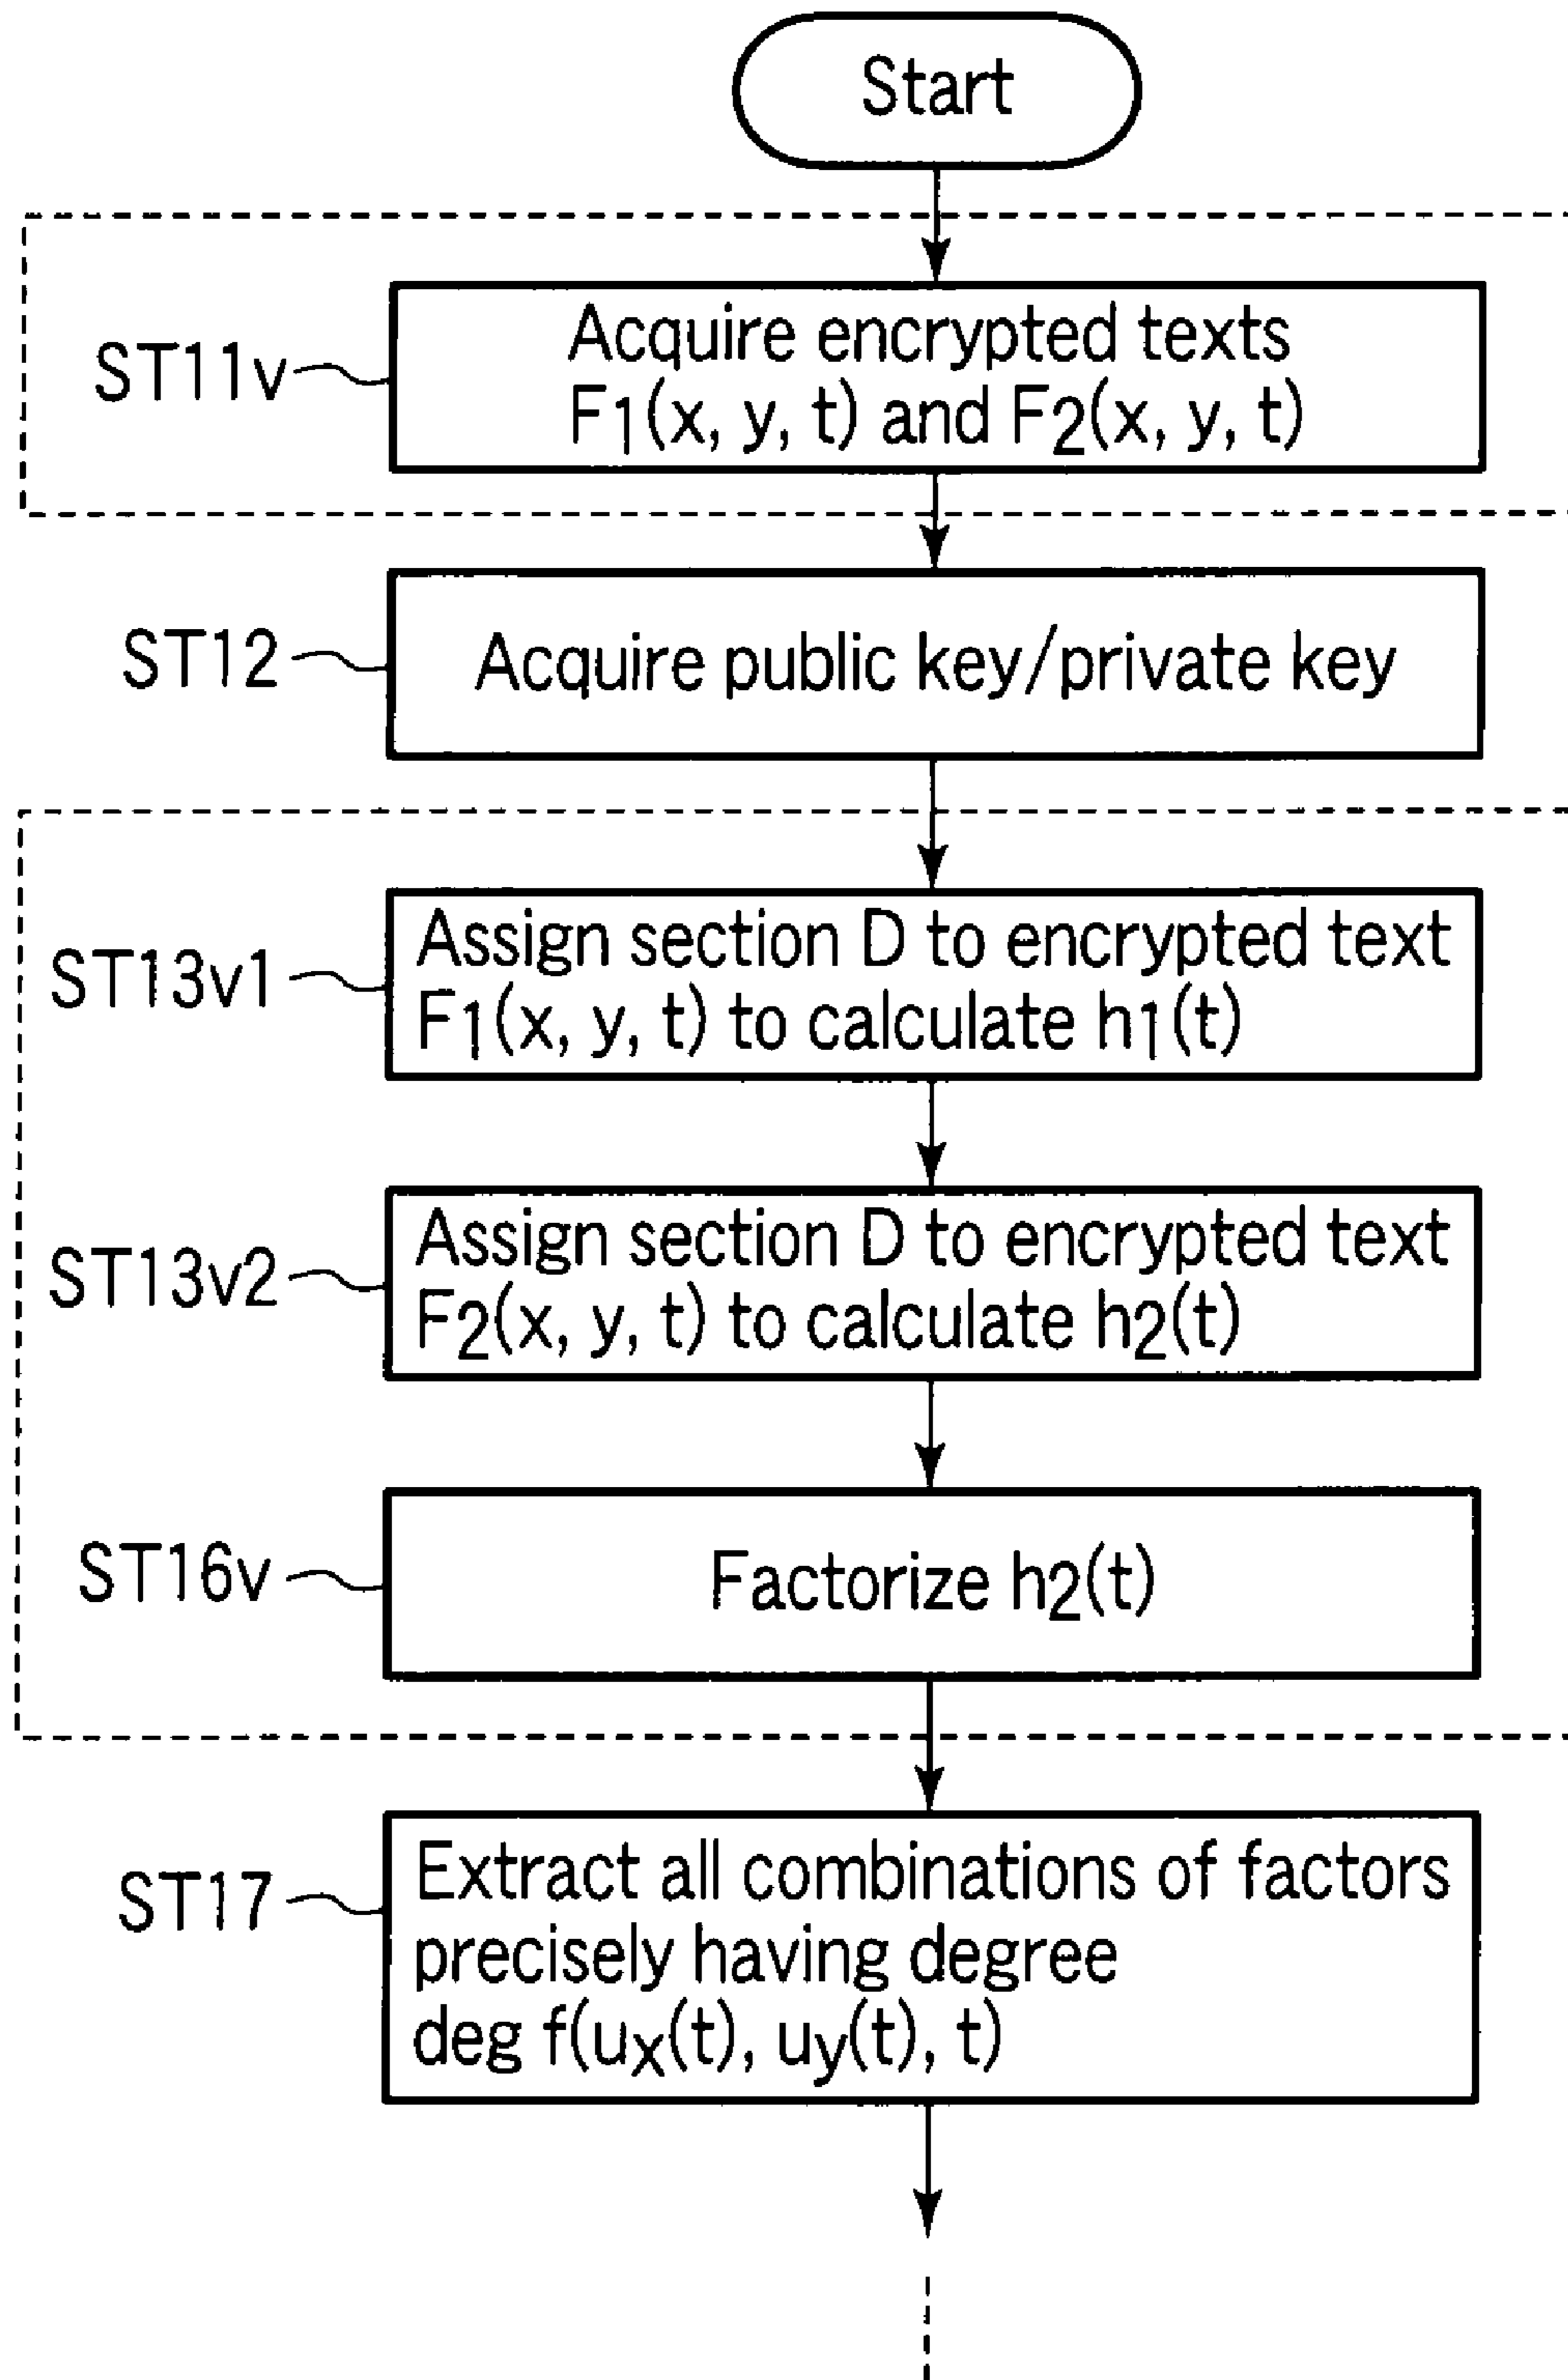 Start
ST11v
Acquire encrypted texts
F1(x, y, t) and F2(x, y, t)
ST12
Acquire public key/private key
ST13v1
Assign section D to encrypted text
F1(x, y, t) to calculate h1(t)
ST13v2
Assign section D to encrypted text
F2(x, y, t) to calculate h2(t)
ST16v
Factorize h2(t)
ST17
Extract all combinations of factors
precisely having degree
deg f(ux(t), uy(t), t)